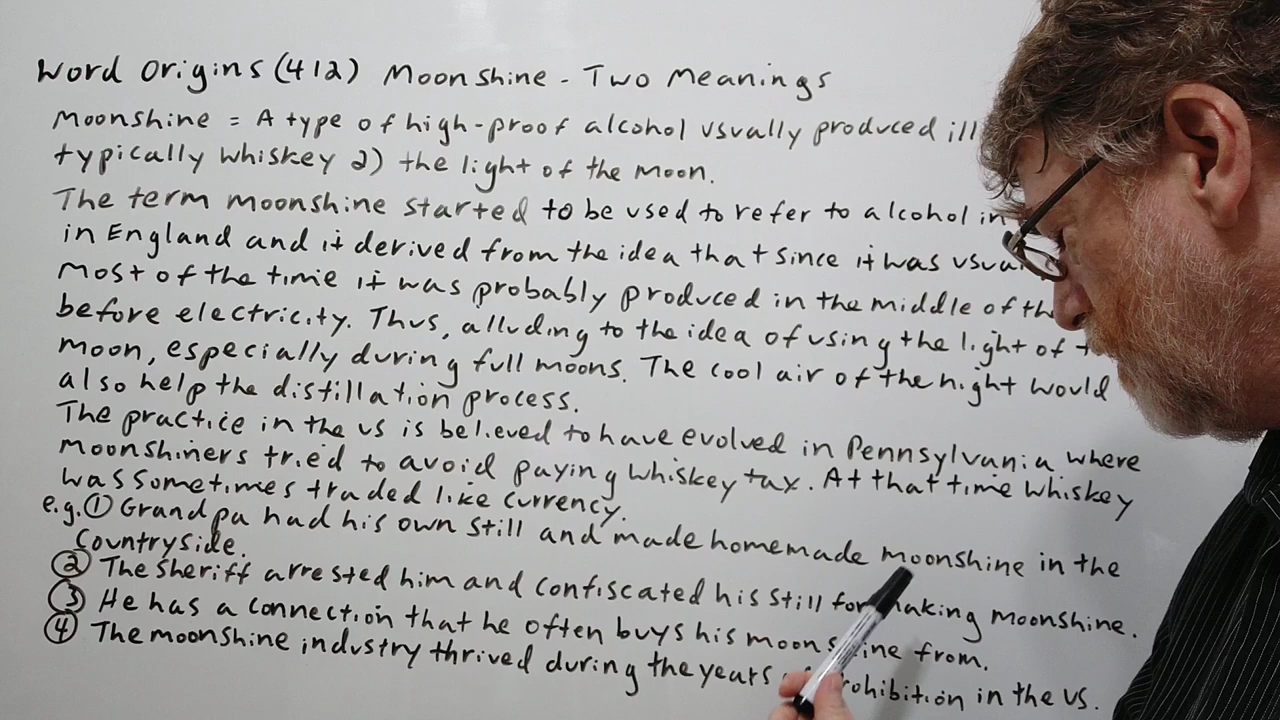 Word Origins (412) Moonshine - Two Meanings
Moonshine = A type of high-proof alcohol usually produced
typically whiskey 2) the light of the moon.
The term moonshine started to be used to refer to alcohol in
in England and it derived from the idea that since it was
Most of the time it was probably produced in the middle of
before electricity. Thus, alluding to the idea of using the light of
moon, especially during full moons. The cool air of the night would
also help the distillation process.
The practice in the US is believed to have evolved in Pennsylvania where
Moonshiners tried to avoid paying whiskey tax. At that time whiskey
was sometimes traded like currency.
e.g. ① Grandpa had his own still and made homemade moonshine in the
countryside.
② The sheriff arrested him and confiscated his still for making moonshine.
③ He has a connection that he often buys his moonshine from.
④ The moonshine industry thrived during the years prohibition in the US.